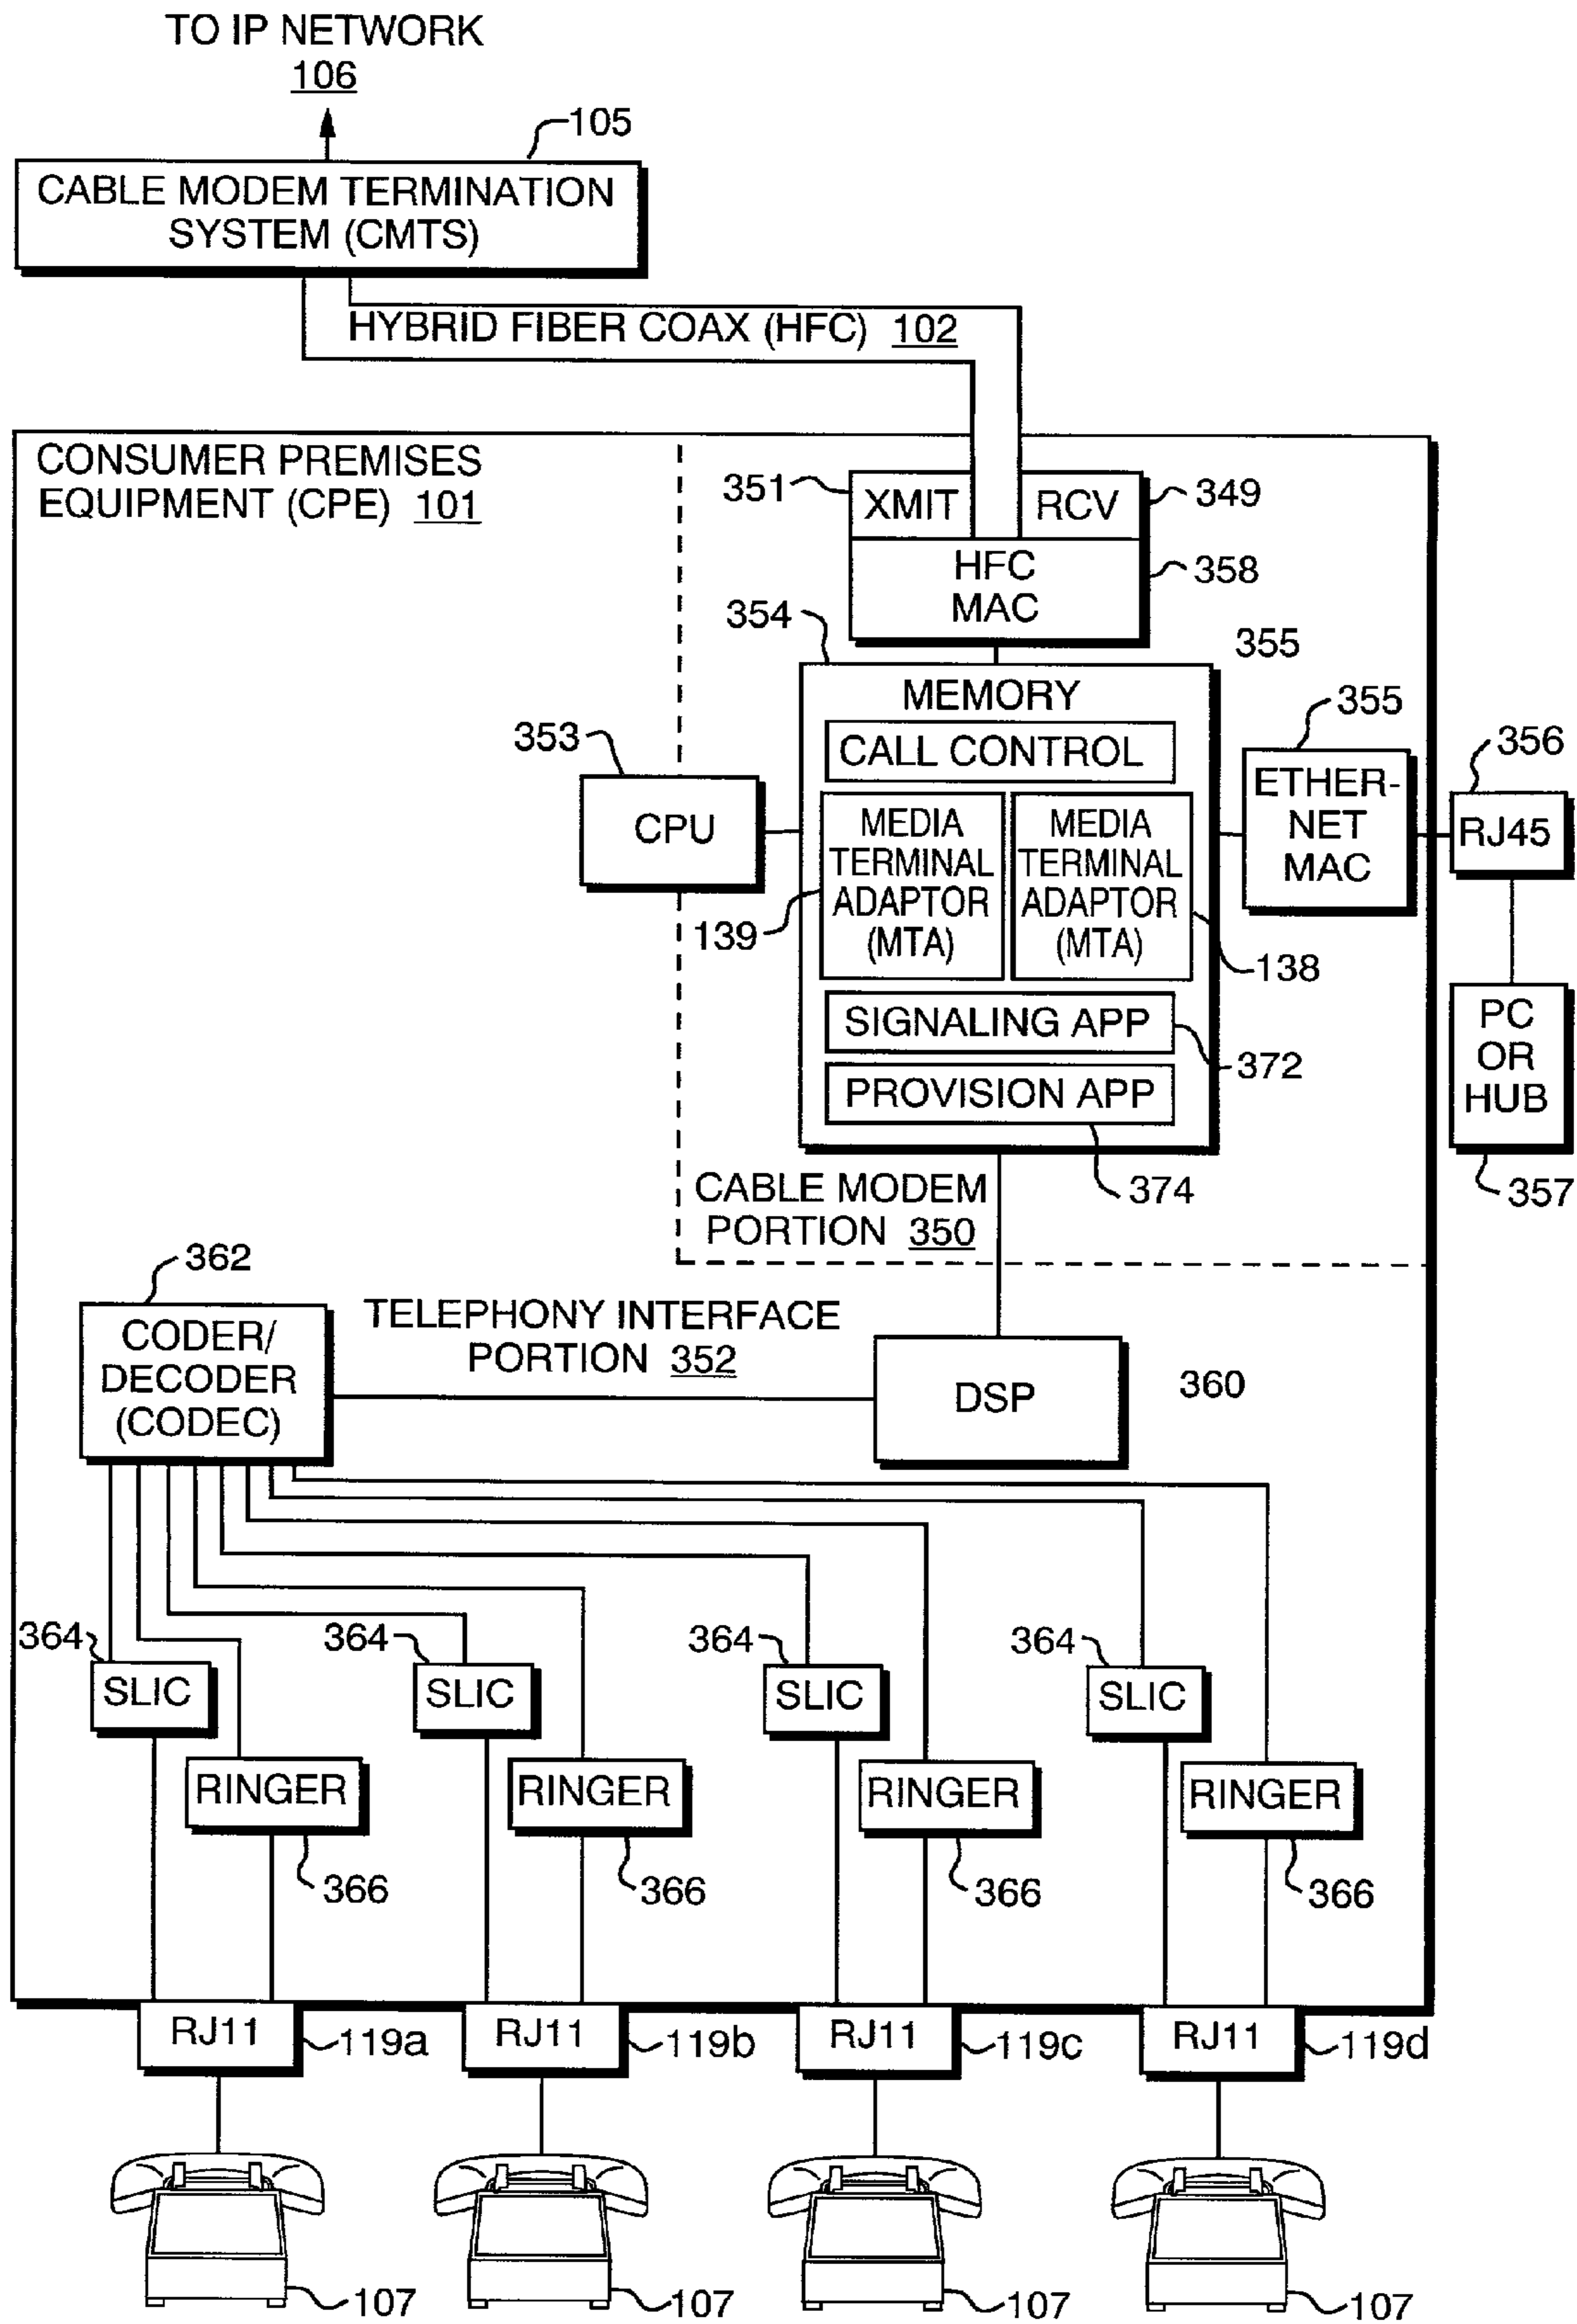 TO IP NETWORK
106
105
CABLE MODEM TERMINATION
SYSTEM (CMTS)
HYBRID FIBER COAX (HFC) 102
CONSUMER PREMISES
EQUIPMENT (CPE) 101
351
XMIT
RCV
349
HFC
MAC
358
354
355
MEMORY
CALL CONTROL
353
CPU
MEDIA
TERMINAL
ADAPTOR
(MTA)
139
MEDIA
TERMINAL
ADAPTOR
(MTA)
138
355
ETHER-
NET
MAC
356
RJ45
SIGNALING APP
372
PROVISION APP
374
PC
OR
HUB
357
CABLE MODEM
PORTION 350
362
CODER/
DECODER
(CODEC)
TELEPHONY INTERFACE
PORTION 352
DSP
360
364
SLIC
364
SLIC
364
SLIC
364
SLIC
RINGER
RINGER
RINGER
RINGER
366
366
366
366
RJ11
119a
RJ11
119b
RJ11
119c
RJ11
119d
107
107
107
107